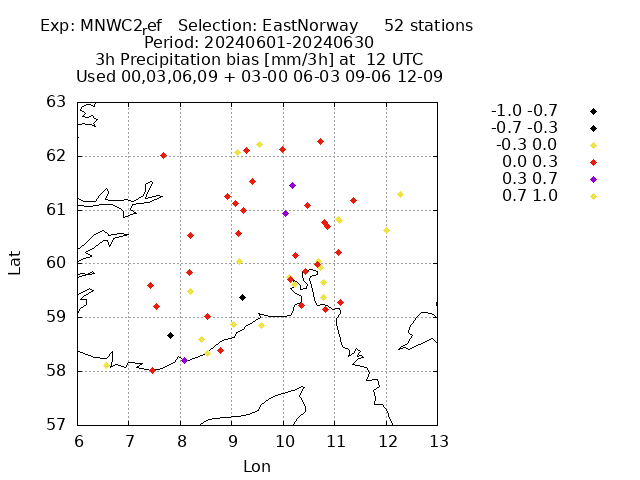 Exp: MNWC2ref   Selection: EastNorway     52 stations
Period: 20240601-20240630
3h Precipitation bias [mm/3h] at  12 UTC
Used 00,03,06,09 + 03-00 06-03 09-06 12-09
-1.0 -0.7
-0.7 -0.3
-0.3 0.0
0.0 0.3
0.3 0.7
0.7 1.0
63
62
61
60
59
58
57
Lat
6 7 8 9 10 11 12 13
Lon